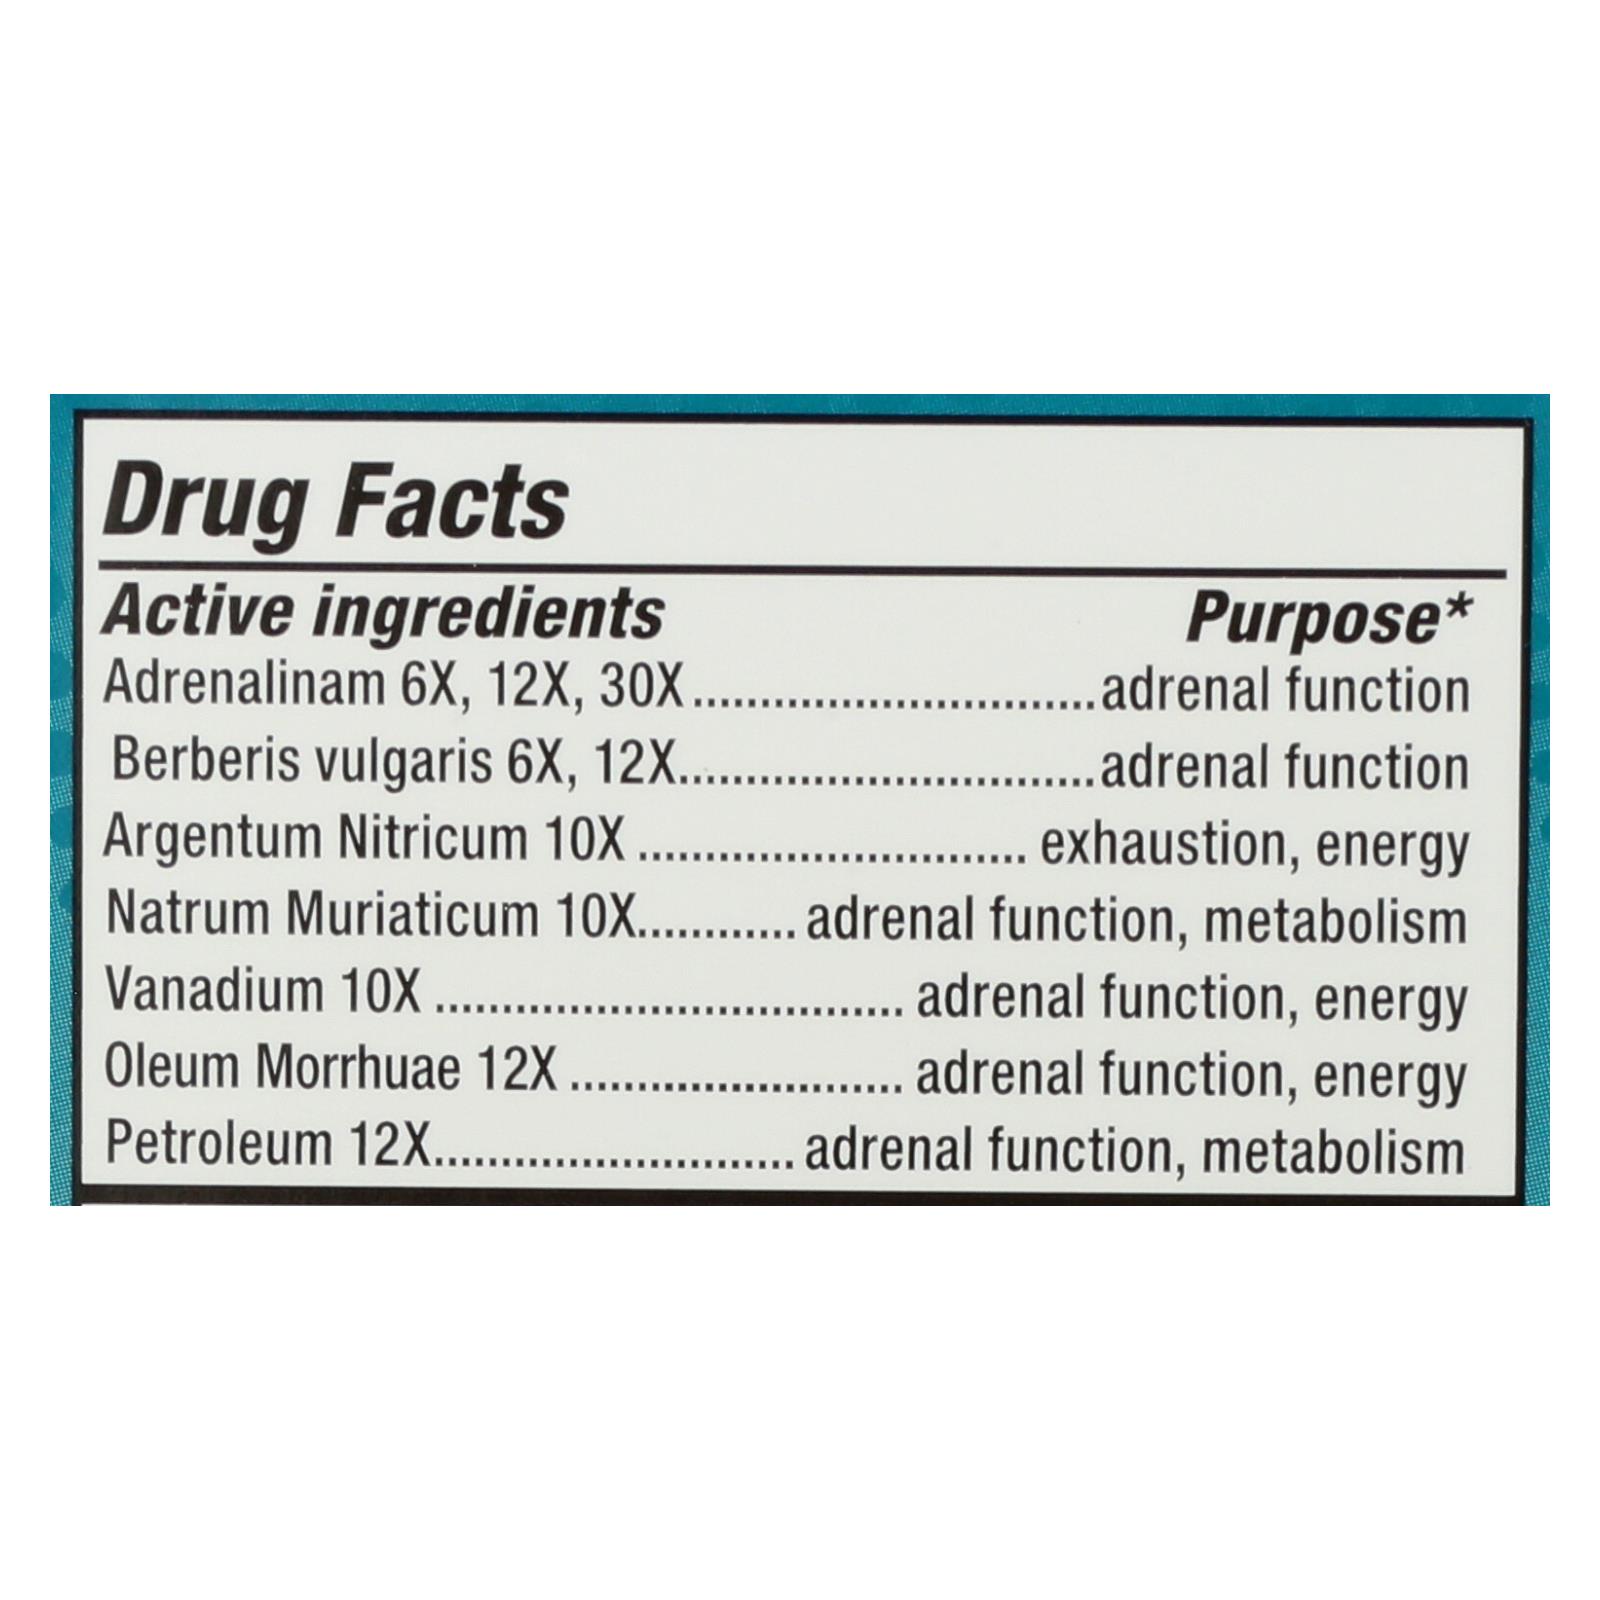 Drug Facts
Active ingredients Purpose*
Adrenalinam 6X, 12X, 30X..............................adrenal function
Berberis vulgaris 6X, 12X...............................adrenal function
Argentum Nitricum 10X ............................. exhaustion, energy
Natrum Muriaticum 10X............ adrenal function, metabolism
Vanadium 10X ................................... adrenal function, energy
Oleum Morrhuae 12X ......................... adrenal function, energy
Petroleum 12X........................... adrenal function, metabolism